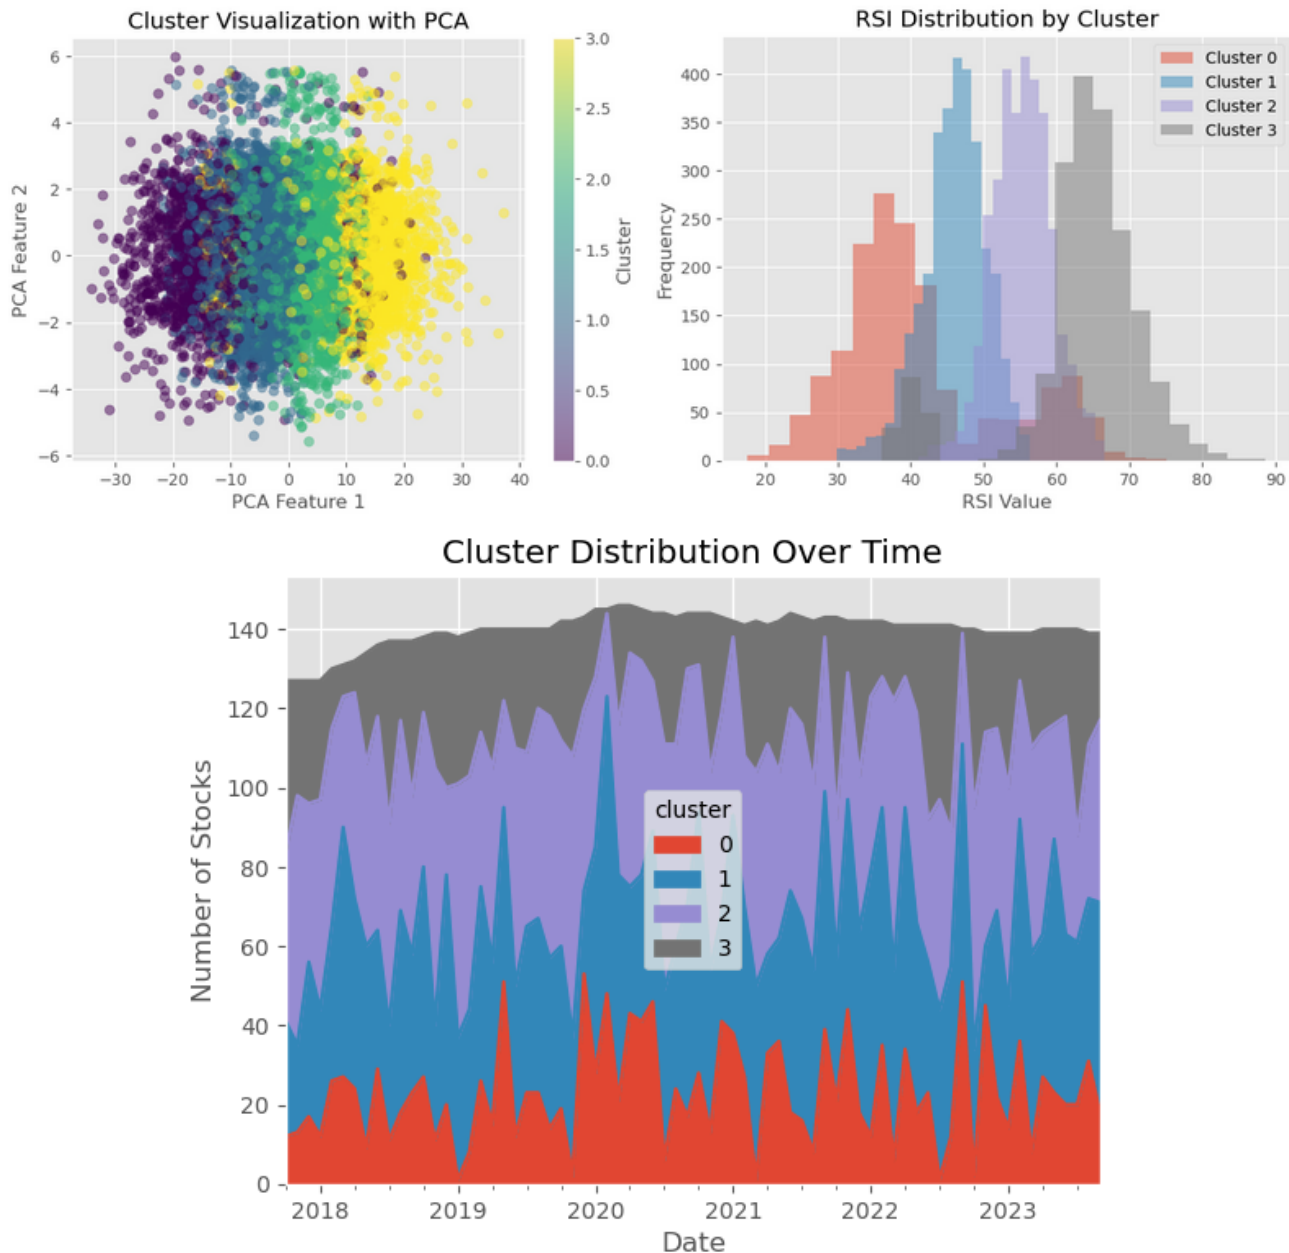 Cluster Visualization with PCA
6
4
2
0
−2
−4
−6
PCA Feature 2
−30 −20 −10 0 10 20 30 40
PCA Feature 1
3.0
2.5
2.0
1.5
1.0
0.5
0.0
Cluster
RSI Distribution by Cluster
400
350
300
250
200
150
100
50
0
Frequency
Cluster 0
Cluster 1
Cluster 2
Cluster 3
20 30 40 50 60 70 80 90
RSI Value
Cluster Distribution Over Time
140
120
100
80
60
40
20
0
Number of Stocks
cluster
0
1
2
3
2018 2019 2020 2021 2022 2023
Date